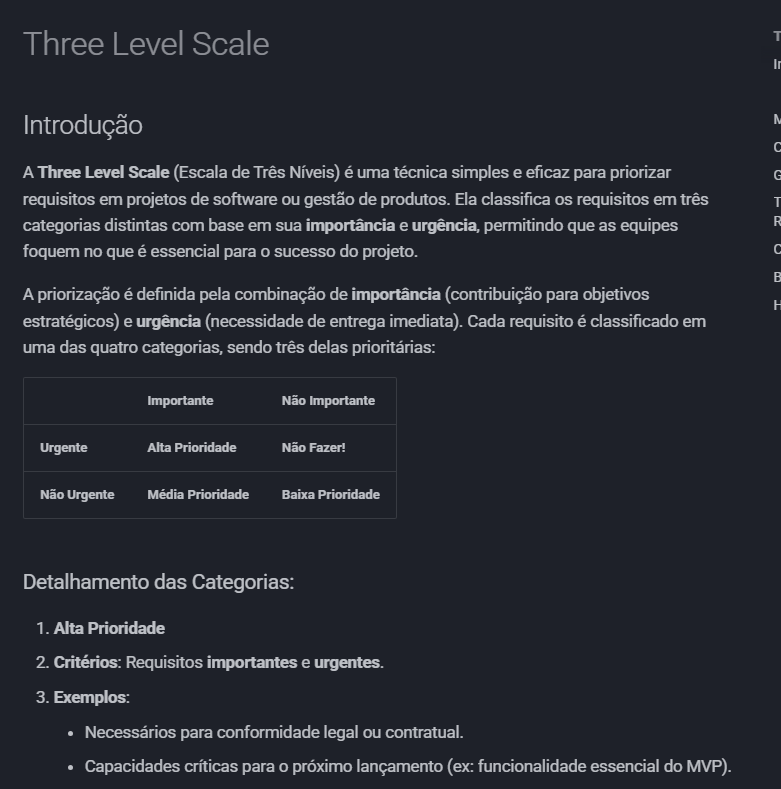 Three Level Scale
Introdução
A Three Level Scale (Escala de Três Níveis) é uma técnica simples e eficaz para priorizar
requisitos em projetos de software ou gestão de produtos. Ela classifica os requisitos em três
categorias distintas com base em sua importância e urgência, permitindo que as equipes
foquem no que é essencial para o sucesso do projeto.
A priorização é definida pela combinação de importância (contribuição para objetivos
estratégicos) e urgência (necessidade de entrega imediata). Cada requisito é classificado em
uma das quatro categorias, sendo três delas prioritárias:
Importante Não Importante
Urgente Alta Prioridade Não Fazer!
Não Urgente Média Prioridade Baixa Prioridade
Detalhamento das Categorias:
1. Alta Prioridade
2. Critérios: Requisitos importantes e urgentes.
3. Exemplos:
• Necessários para conformidade legal ou contratual.
• Capacidades críticas para o próximo lançamento (ex: funcionalidade essencial do MVP).